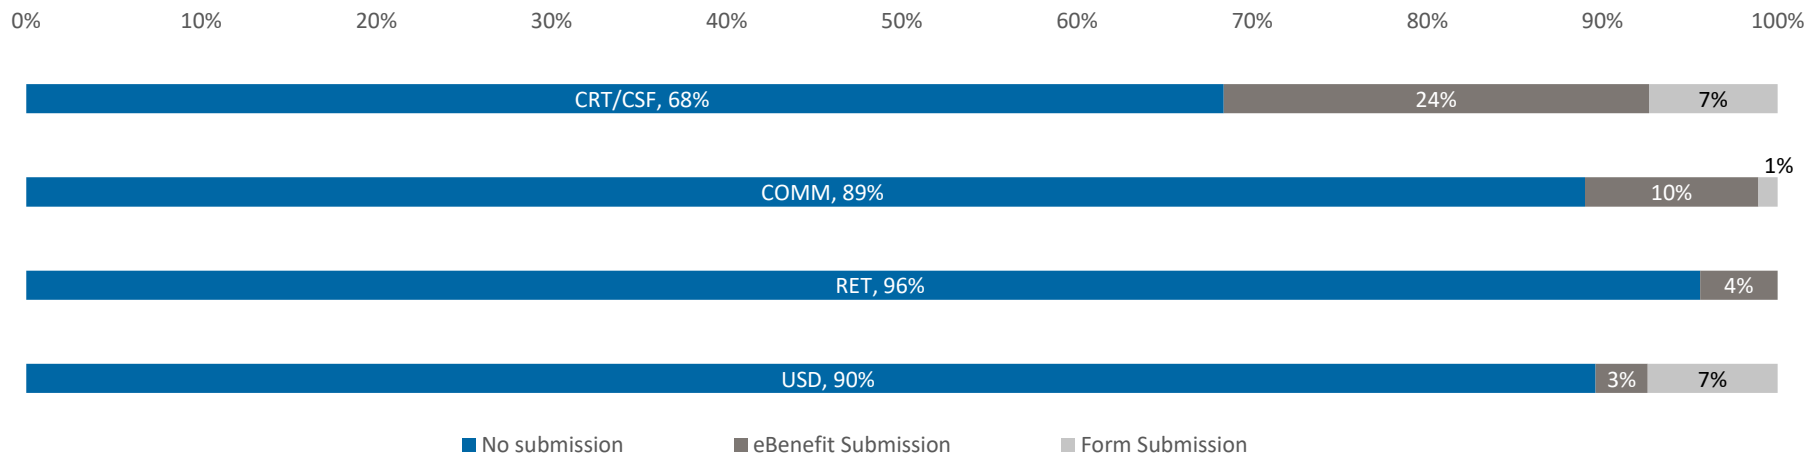 0% 10% 20% 30% 40% 50% 60% 70% 80% 90% 100%
CRT/CSF, 68% 24% 7%
1%
COMM, 89% 10%
RET, 96% 4%
USD, 90% 3% 7%
No submission eBenefit Submission Form Submission